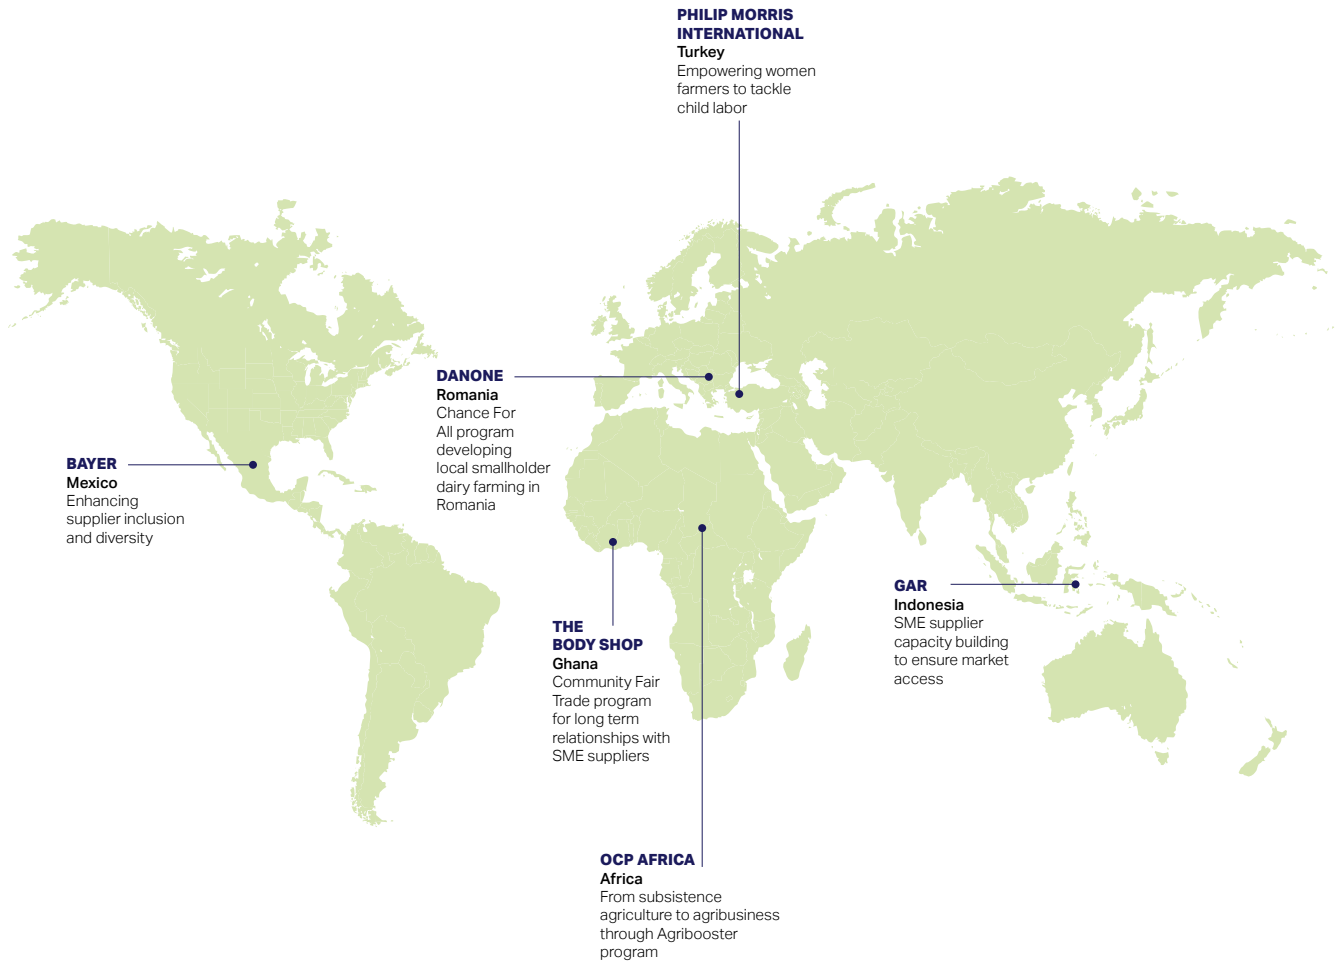 PHILIP MORRIS
INTERNATIONAL
Turkey
Empowering women
farmers to tackle
child labor
DANONE
Romania
Chance For
All program
developing
local smallholder
dairy farming in
Romania
BAYER
Mexico
Enhancing
supplier inclusion
and diversity
GAR
Indonesia
SME supplier
capacity building
to ensure market
access
THE
BODY SHOP
Ghana
Community Fair
Trade program
for long term
relationships with
SME suppliers
OCP AFRICA
Africa
From subsistence
agriculture to agribusiness
through Agribooster
program